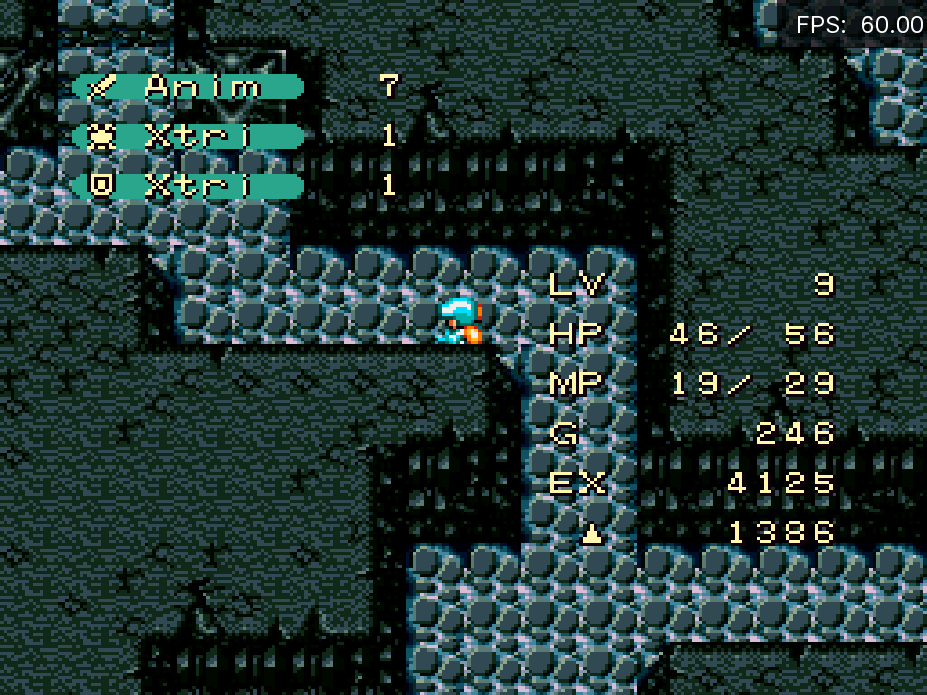 FPS: 60.00
Anim 7
Xtri 1
Xtri 1
LV 9
HP 46/ 56
MP 19/ 29
G 246
EX 4125
▲ 1386